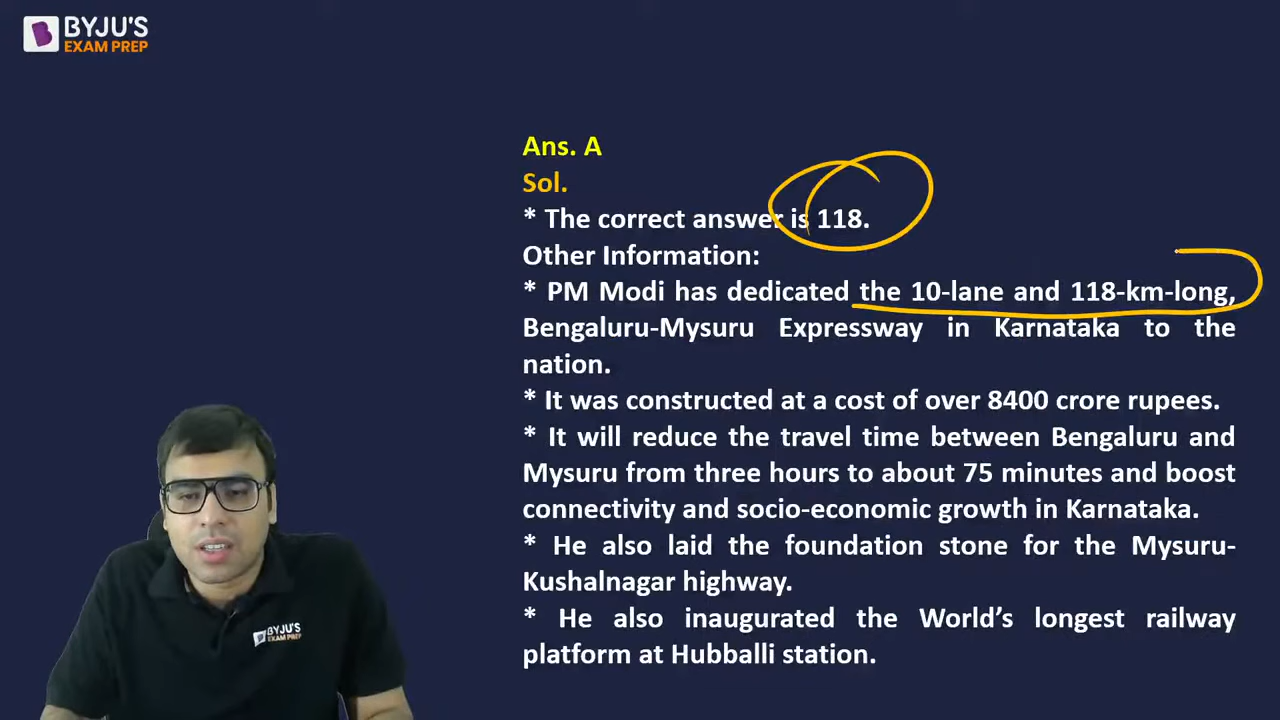 BYJU'S
EXAM PREP
Ans. A
Sol.
* The correct answer is 118.
Other Information:
* PM Modi has dedicated the 10-lane and 118-km-long,
Bengaluru-Mysuru Expressway in Karnataka to the
nation.
* It was constructed at a cost of over 8400 crore rupees.
* It will reduce the travel time between Bengaluru and
Mysuru from three hours to about 75 minutes and boost
connectivity and socio-economic growth in Karnataka.
* He also laid the foundation stone for the Mysuru-
Kushalnagar highway.
* He also inaugurated the World’s longest railway
platform at Hubballi station.
BYJU'S
EXAM PREP